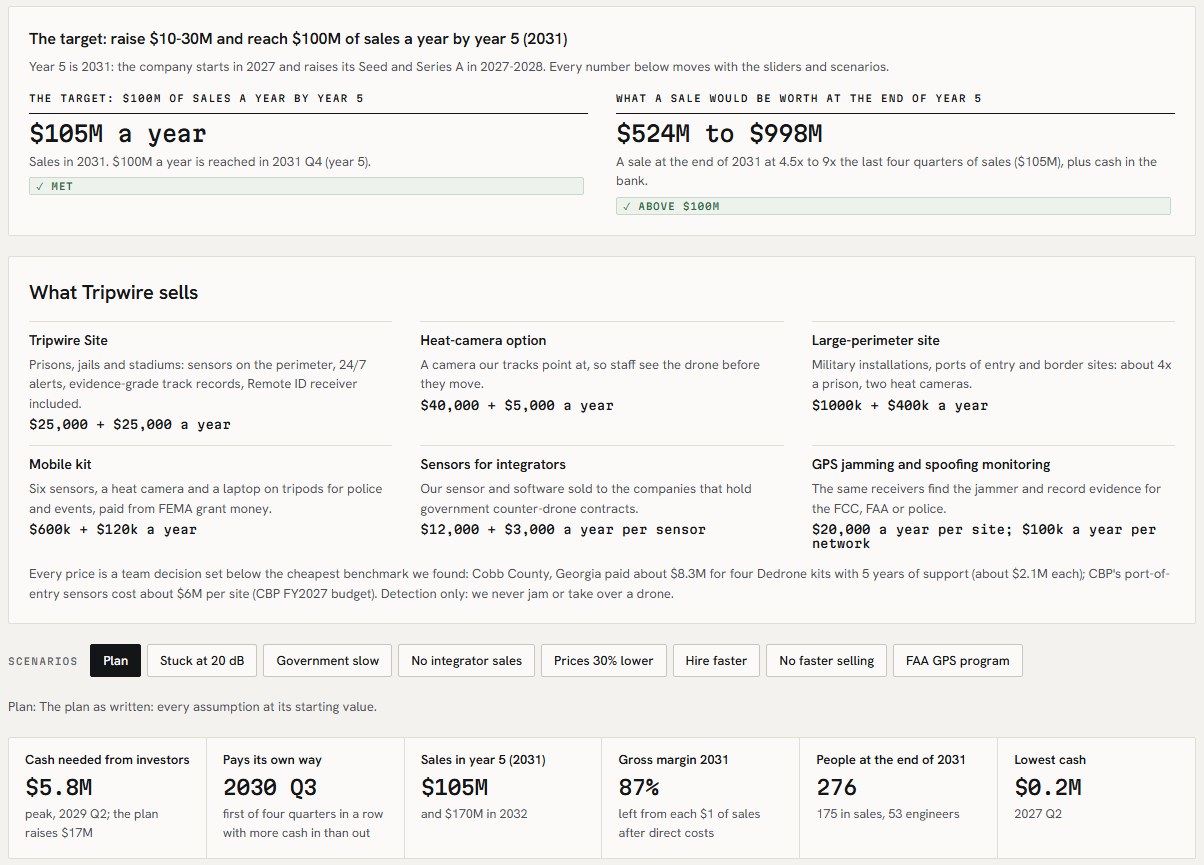 The target: raise $10-30M and reach $100M of sales a year by year 5 (2031)
Year 5 is 2031: the company starts in 2027 and raises its Seed and Series A in 2027-2028. Every number below moves with the sliders and scenarios.
THE TARGET: $100M OF SALES A YEAR BY YEAR 5
$105M a year
Sales in 2031. $100M a year is reached in 2031 Q4 (year 5).
✓ MET
WHAT A SALE WOULD BE WORTH AT THE END OF YEAR 5
$524M to $998M
A sale at the end of 2031 at 4.5x to 9x the last four quarters of sales ($105M), plus cash in the
bank.
✓ ABOVE $100M
What Tripwire sells
Tripwire Site
Prisons, jails and stadiums: sensors on the perimeter, 24/7
alerts, evidence-grade track records, Remote ID receiver
included.
$25,000 + $25,000 a year
Heat-camera option
A camera our tracks point at, so staff see the drone before
they move.
$40,000 + $5,000 a year
Large-perimeter site
Military installations, ports of entry and border sites: about 4x
a prison, two heat cameras.
$1000k + $400k a year
Mobile kit
Six sensors, a heat camera and a laptop on tripods for police
and events, paid from FEMA grant money.
$600k + $120k a year
Sensors for integrators
Our sensor and software sold to the companies that hold
government counter-drone contracts.
$12,000 + $3,000 a year per sensor
GPS jamming and spoofing monitoring
The same receivers find the jammer and record evidence for
the FCC, FAA or police.
$20,000 a year per site; $100k a year per
network
Every price is a team decision set below the cheapest benchmark we found: Cobb County, Georgia paid about $8.3M for four Dedrone kits with 5 years of support (about $2.1M each); CBP's port-of-
entry sensors cost about $6M per site (CBP FY2027 budget). Detection only: we never jam or take over a drone.
SCENARIOS
Plan
Stuck at 20 dB
Government slow
No integrator sales
Prices 30% lower
Hire faster
No faster selling
FAA GPS program
Plan: The plan as written: every assumption at its starting value.
Cash needed from investors
$5.8M
peak, 2029 Q2; the plan
raises $17M
Pays its own way
2030 Q3
first of four quarters in a row
with more cash in than out
Sales in year 5 (2031)
$105M
and $170M in 2032
Gross margin 2031
87%
left from each $1 of sales
after direct costs
People at the end of 2031
276
175 in sales, 53 engineers
Lowest cash
$0.2M
2027 Q2